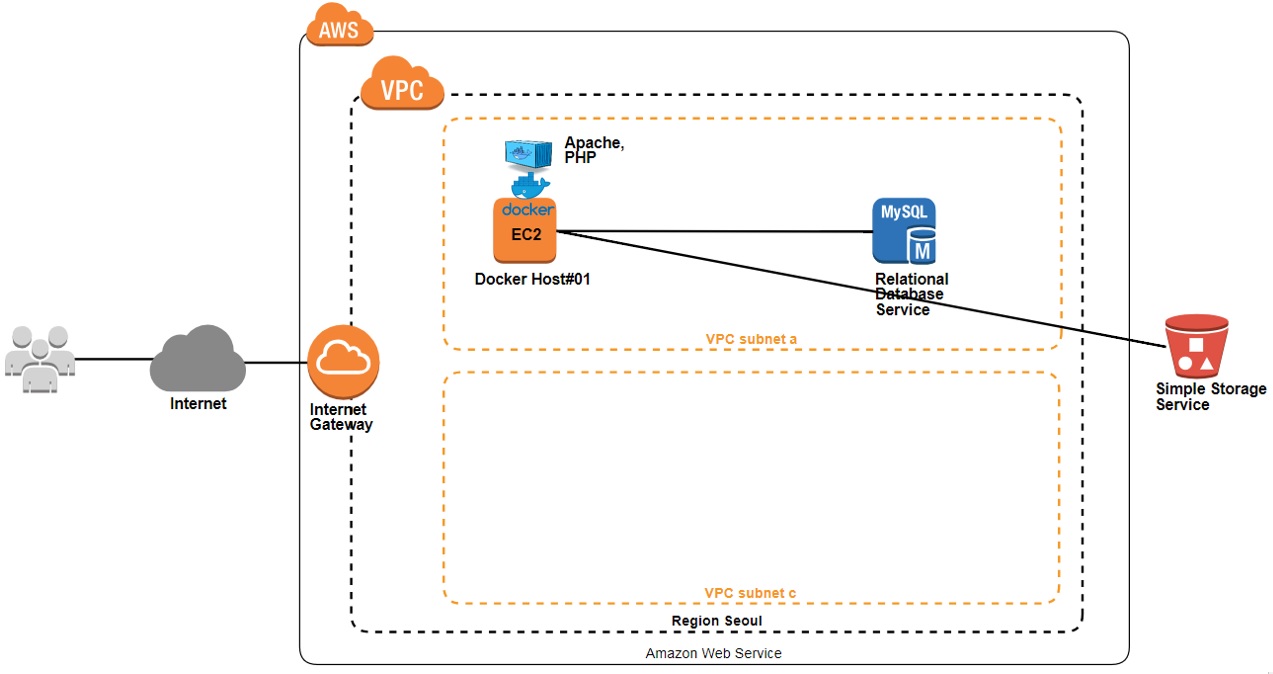 AWS
VPC
Apache,
PHP
docker
EC2
Docker Host#01
MySQL
M
Relational
Database
Service
VPC subnet a
Internet
Internet
Gateway
Simple Storage
Service
VPC subnet c
Region Seoul
Amazon Web Service